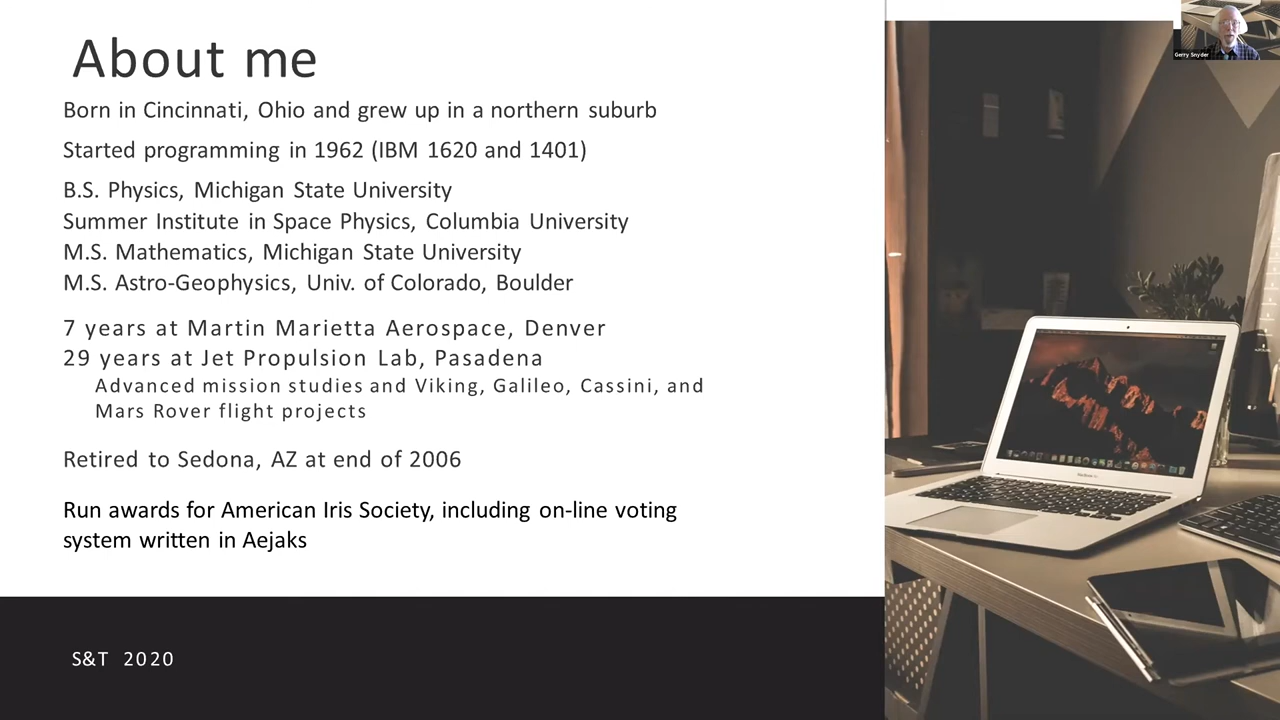 About me
Born in Cincinnati, Ohio and grew up in a northern suburb
Started programming in 1962 (IBM 1620 and 1401)
B.S. Physics, Michigan State University
Summer Institute in Space Physics, Columbia University
M.S. Mathematics, Michigan State University
M.S. Astro-Geophysics, Univ. of Colorado, Boulder
7 years at Martin Marietta Aerospace, Denver
29 years at Jet Propulsion Lab, Pasadena
Advanced mission studies and Viking, Galileo, Cassini, and
Mars Rover flight projects
Retired to Sedona, AZ at end of 2006
Run awards for American Iris Society, including on-line voting
system written in Aejaks
S&T 2020
Gerry Snyder